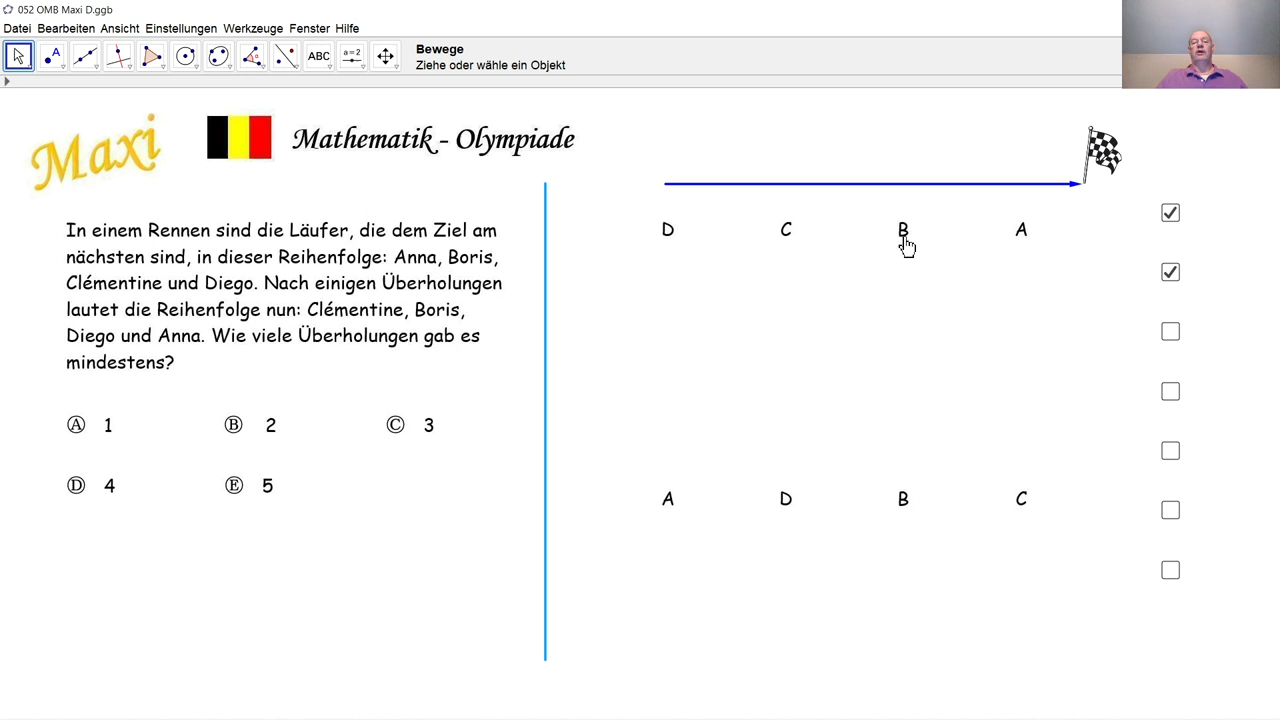 052 OMB Maxi D.ggb
Datei Bearbeiten Ansicht Einstellungen Werkzeuge Fenster Hilfe
A
ABC
a=2
Bewege
Ziehe oder wähle ein Objekt
Maxi
Mathematik - Olympiade
In einem Rennen sind die Läufer, die dem Ziel am
nächsten sind, in dieser Reihenfolge: Anna, Boris,
Clémentine und Diego. Nach einigen Überholungen
lautet die Reihenfolge nun: Clémentine, Boris,
Diego und Anna. Wie viele Überholungen gab es
mindestens?
Ⓐ 1 Ⓑ 2 Ⓒ 3
Ⓓ 4 Ⓔ 5
D C B A
A D B C